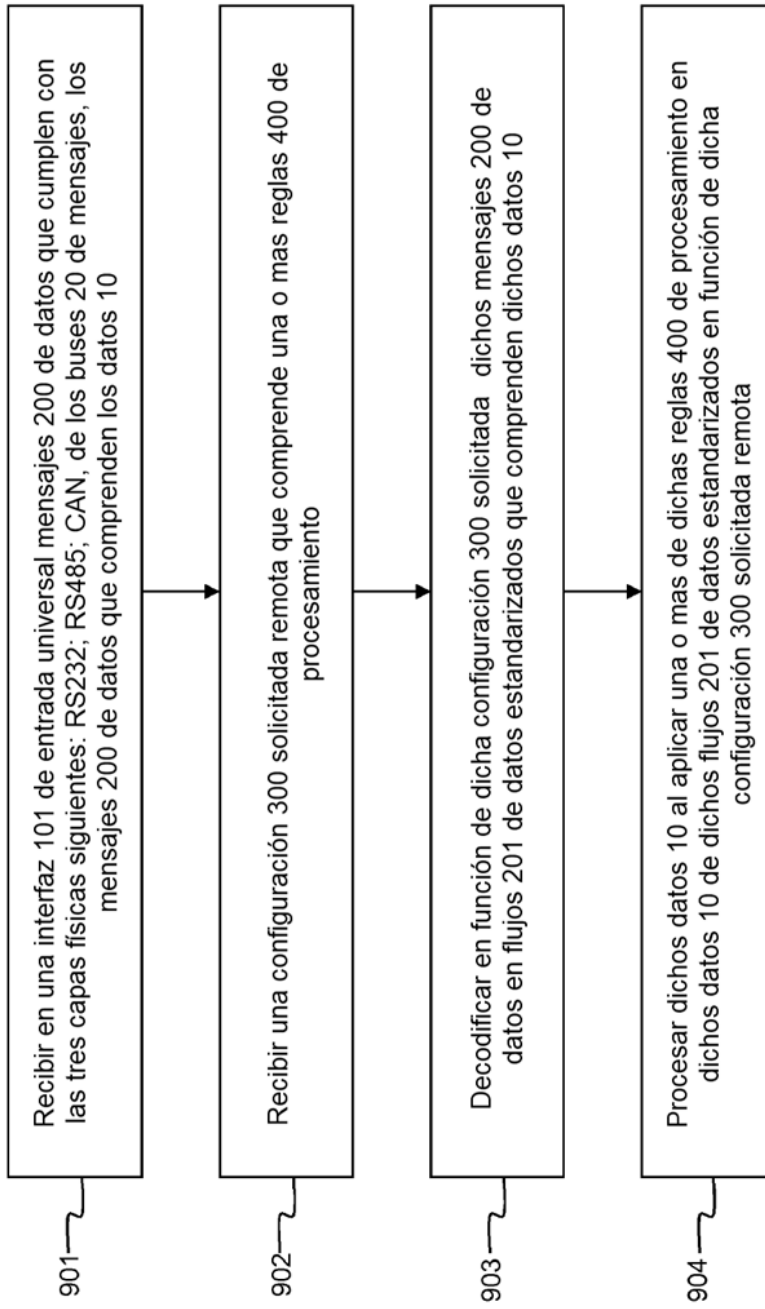 901
Recibir en una interfaz 101 de entrada universal mensajes 200 de datos que cumplen con
las tres capas físicas siguientes: RS232; RS485; CAN, de los buses 20 de mensajes, los
mensajes 200 de datos que comprenden los datos 10
902
Recibir una configuración 300 solicitada remota que comprende una o mas reglas 400 de
procesamiento
903
Decodificar en función de dicha configuración 300 solicitada dichos mensajes 200 de
datos en flujos 201 de datos estandarizados que comprenden dichos datos 10
904
Procesar dichos datos 10 al aplicar una o mas de dichas reglas 400 de procesamiento en
dichos datos 10 de dichos flujos 201 de datos estandarizados en función de dicha
configuración 300 solicitada remota